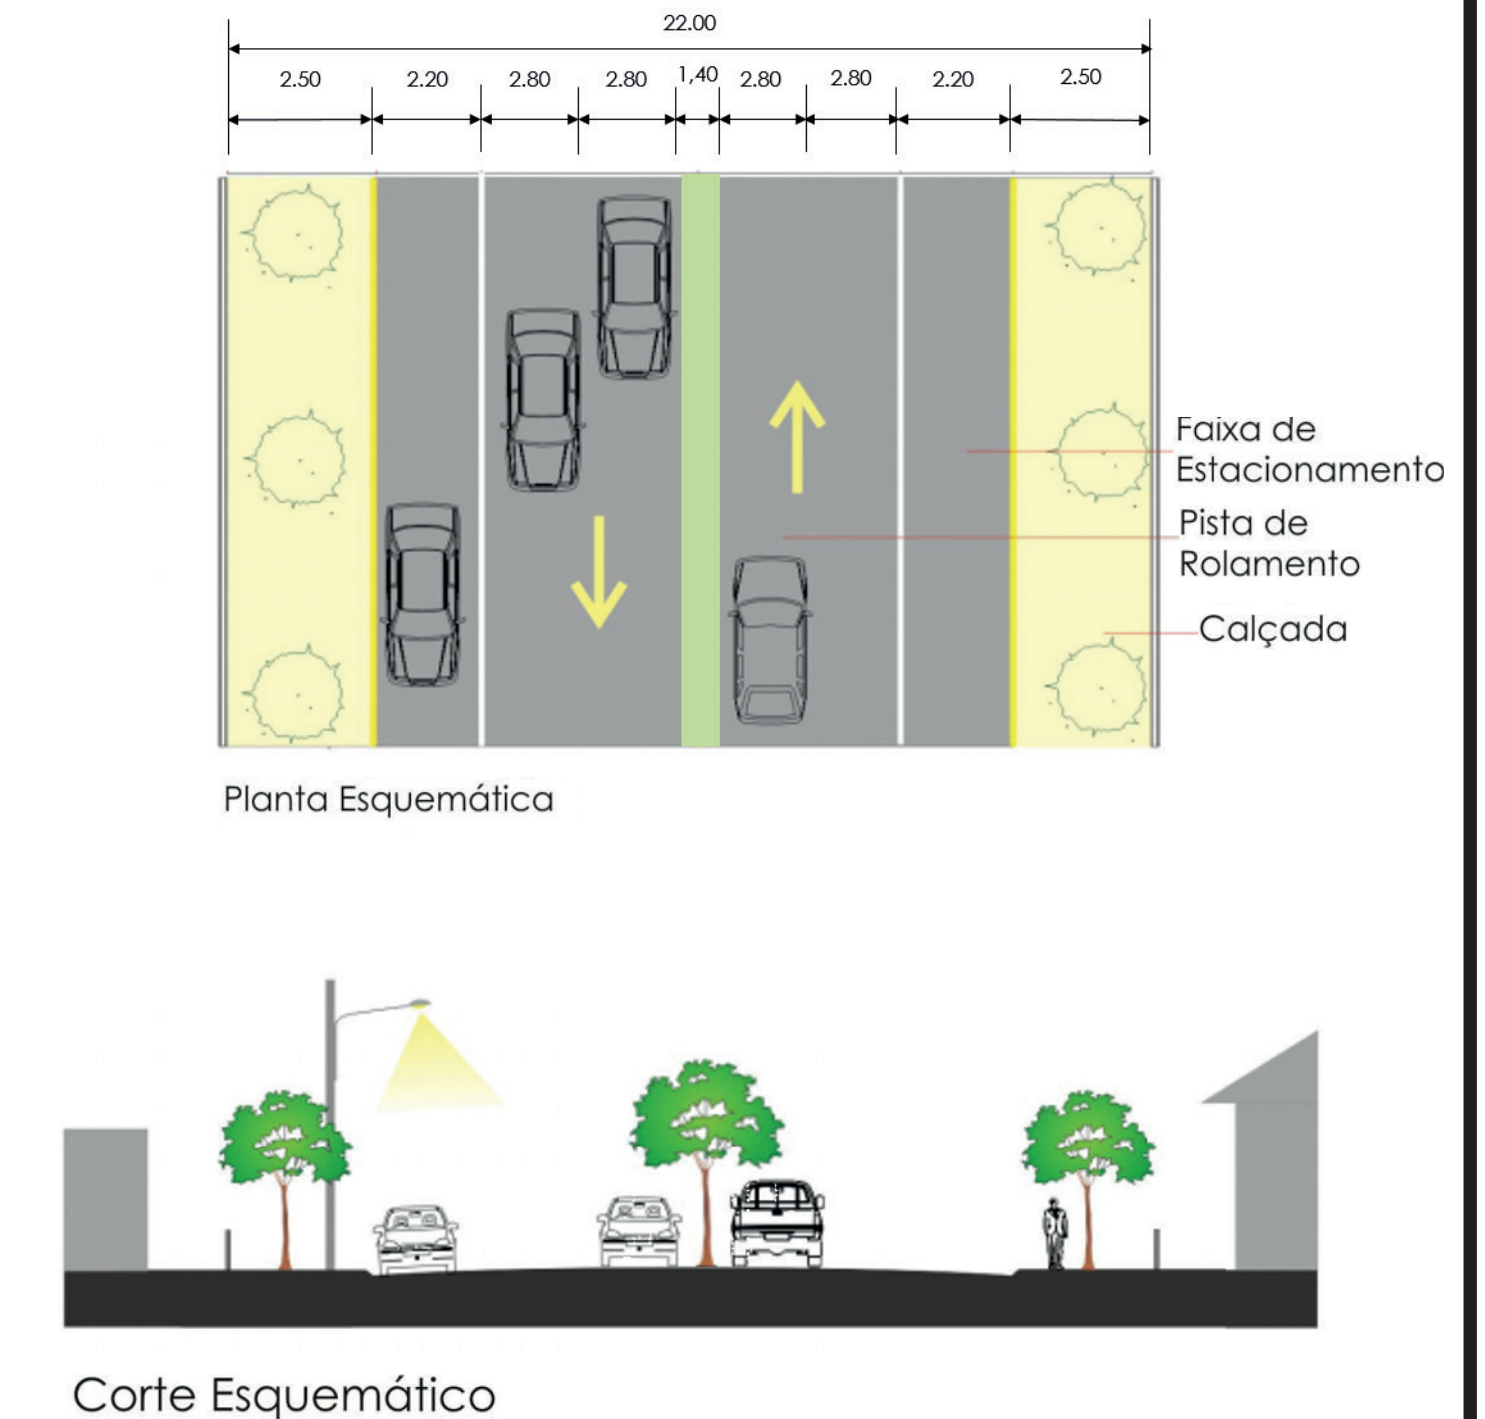 22.00
2.50 2.20 2.80 2.80 1,40 2.80 2.80 2.20 2.50
Faixa de
Estacionamento
Pista de
Rolamento
Calçada
Planta Esquemática
Corte Esquemático